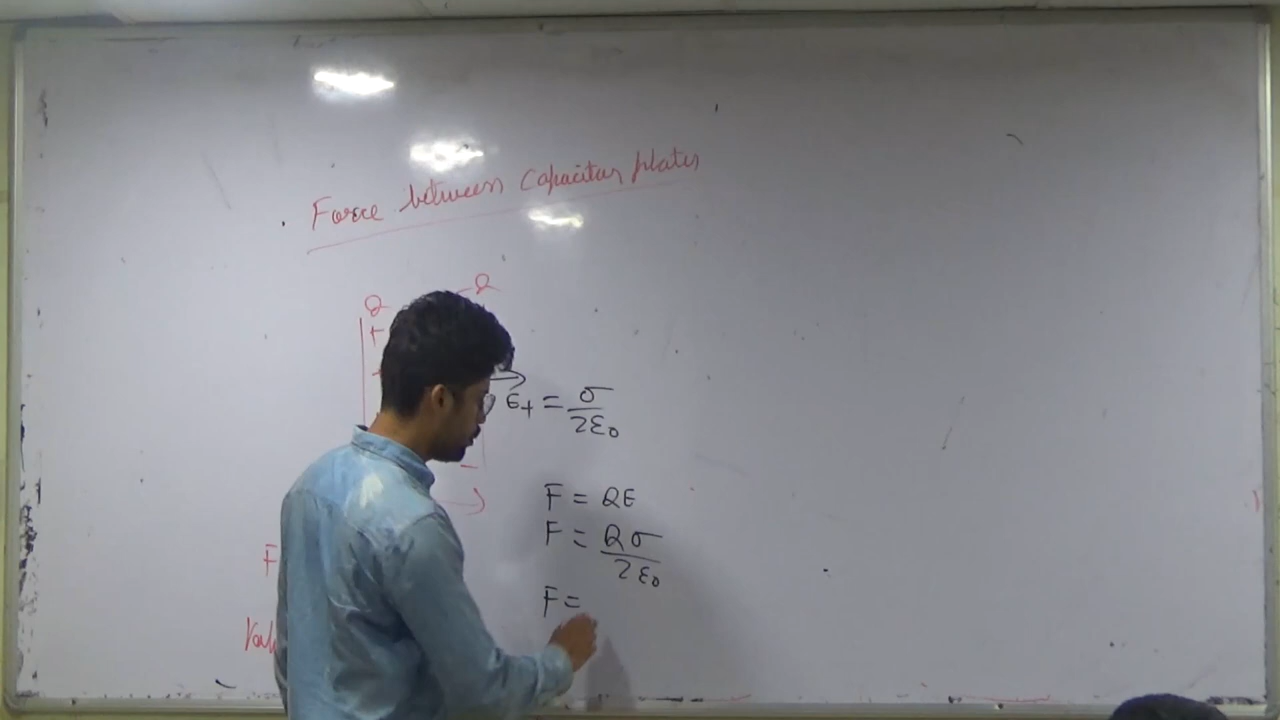 Force between Capacitor plates
Q
-Q
+
E+ = σ/2ε0
-
F = QE
F = Qσ/2ε0
F
F =